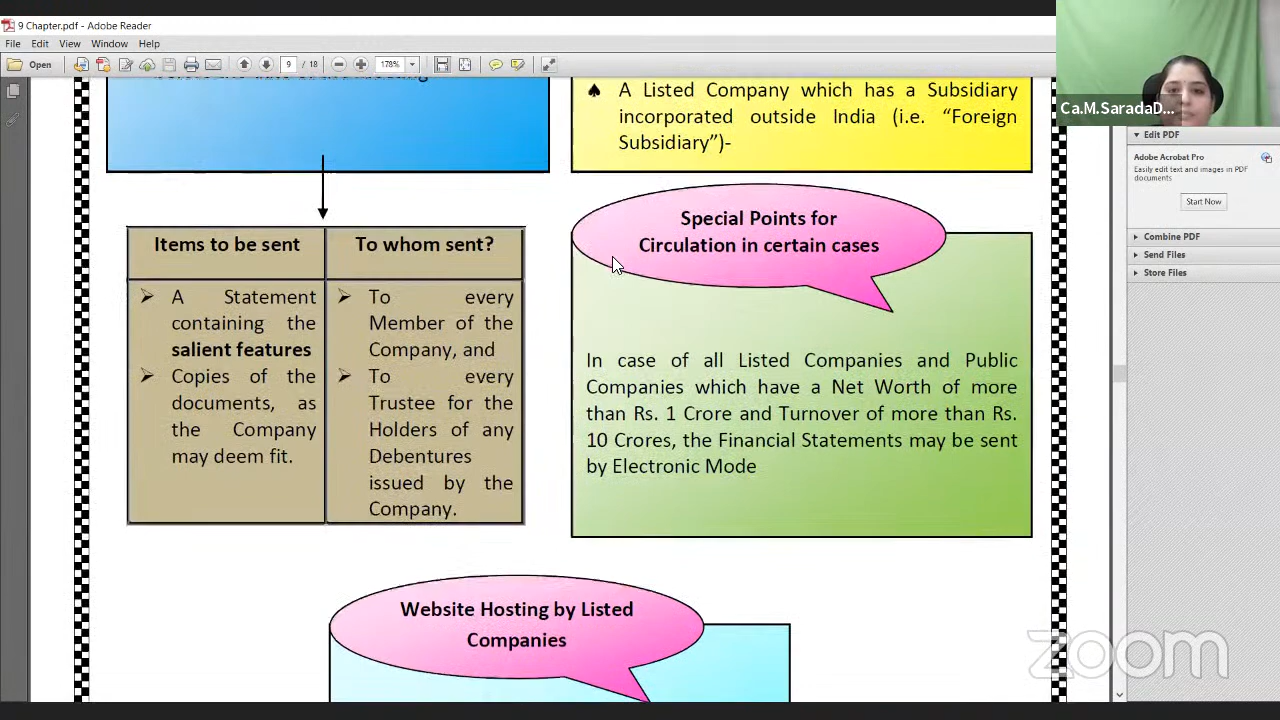 9 Chapter.pdf - Adobe Reader
File Edit View Window Help
Open 9 / 18 178%
A Listed Company which has a Subsidiary
incorporated outside India (i.e. “Foreign
Subsidiary”)-
Items to be sent
To whom sent?
A Statement
containing the
salient features
Copies of the
documents, as
the Company
may deem fit.
To every
Member of the
Company, and
To every
Trustee for the
Holders of any
Debentures
issued by the
Company.
Special Points for
Circulation in certain cases
In case of all Listed Companies and Public
Companies which have a Net Worth of more
than Rs. 1 Crore and Turnover of more than Rs.
10 Crores, the Financial Statements may be sent
by Electronic Mode
Website Hosting by Listed
Companies
Ca.M.SaradaD...
Edit PDF
Adobe Acrobat Pro
Easily edit text and images in PDF
documents
Start Now
Combine PDF
Send Files
Store Files
zoom